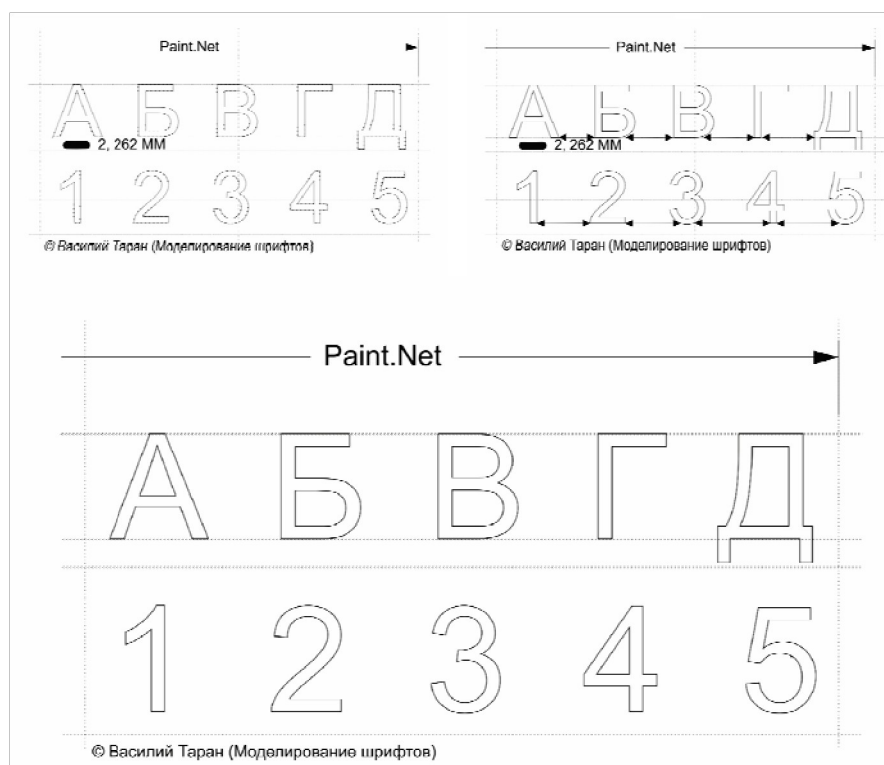 Paint.Net
А Б В Г Д
2, 262 ММ
1 2 3 4 5
© Василий Таран (Моделирование шрифтов)
Paint.Net
А Б В Г Д
2, 262 ММ
1 2 3 4 5
© Василий Таран (Моделирование шрифтов)
Paint.Net
А Б В Г Д
1 2 3 4 5
© Василий Таран (Моделирование шрифтов)